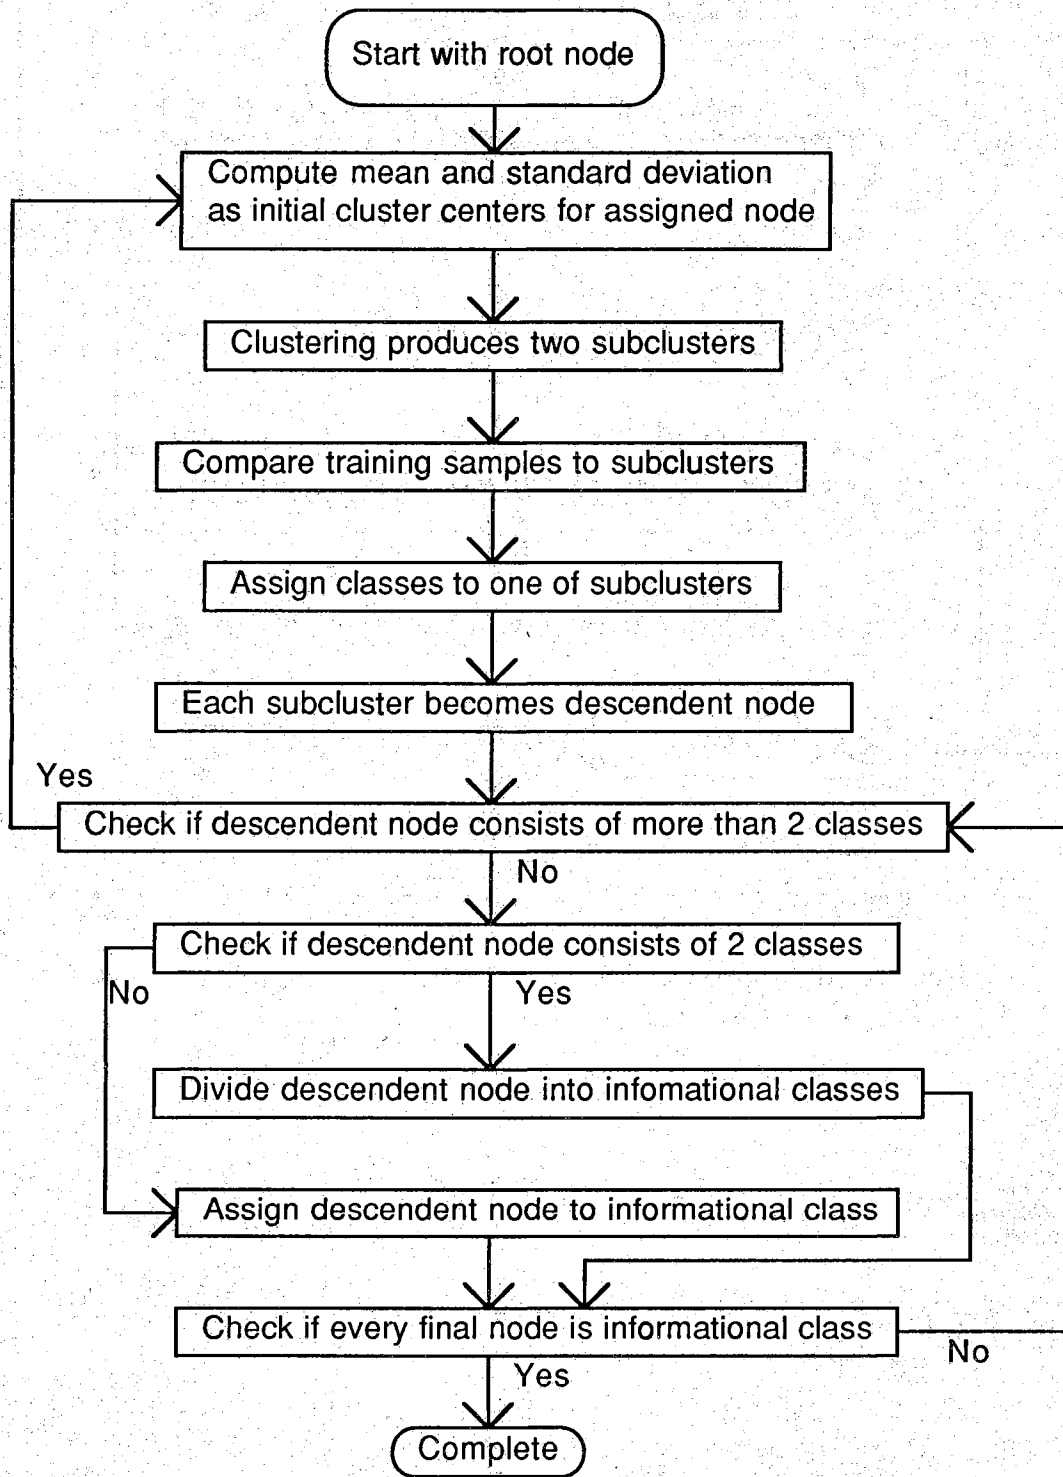 Start with root node
Compute mean and standard deviation
as initial cluster centers for assigned node
Clustering produces two subclusters
Compare training samples to subclusters
Assign classes to one of subclusters
Each subcluster becomes descendent node
Yes
Check if descendent node consists of more than 2 classes
No
Check if descendent node consists of 2 classes
No
Yes
Divide descendent node into infomational classes
Assign descendent node to informational class
Check if every final node is informational class
No
Yes
Complete